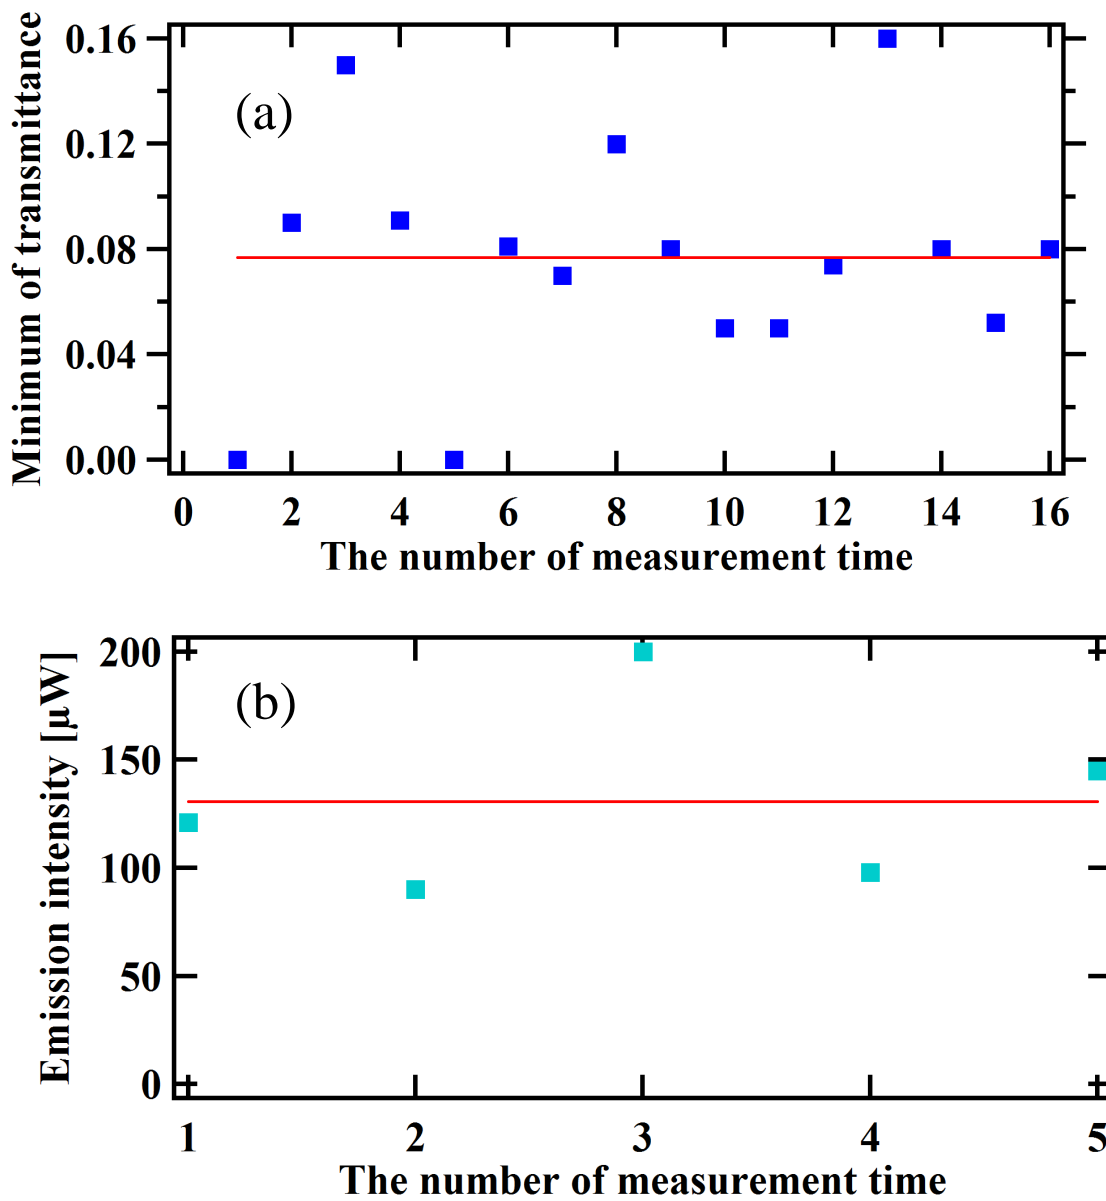 Minimum of transmittance
0.16
0.12
0.08
0.04
0.00
(a)
0 2 4 6 8 10 12 14 16
The number of measurement time
Emission intensity [µW]
200
150
100
50
0
(b)
1 2 3 4 5
The number of measurement time